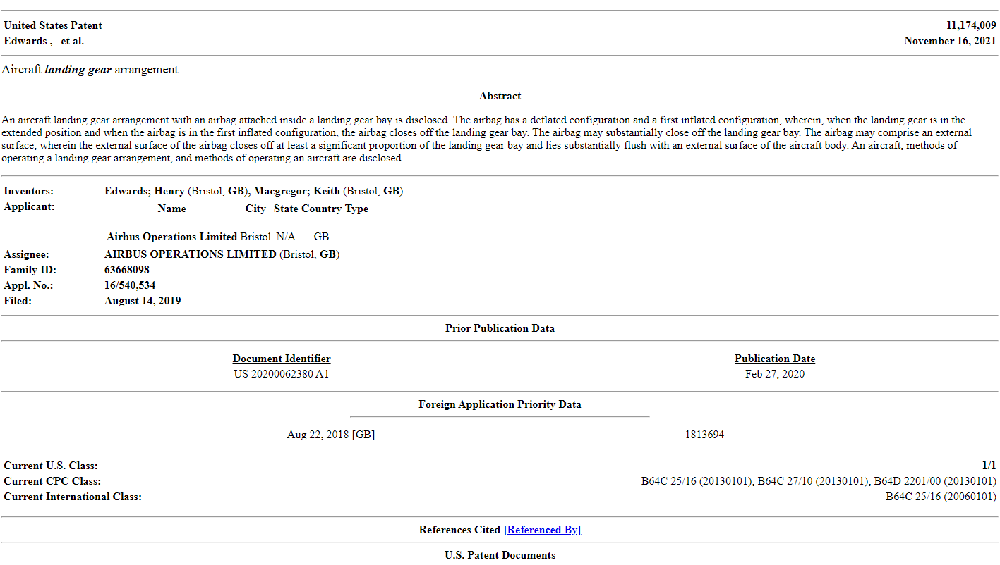 United States Patent 11,174,009
Edwards , et al. November 16, 2021
Aircraft landing gear arrangement
Abstract
An aircraft landing gear arrangement with an airbag attached inside a landing gear bay is disclosed. The airbag has a deflated configuration and a first inflated configuration, wherein, when the landing gear is in the
extended position and when the airbag is in the first inflated configuration, the airbag closes off the landing gear bay. The airbag may substantially close off the landing gear bay. The airbag may comprise an external
surface, wherein the external surface of the airbag closes off at least a significant proportion of the landing gear bay and lies substantially flush with an external surface of the aircraft body. An aircraft, methods of
operating a landing gear arrangement, and methods of operating an aircraft are disclosed.
Inventors: Edwards; Henry (Bristol, GB), Macgregor; Keith (Bristol, GB)
Applicant: Name City State Country Type
Airbus Operations Limited Bristol N/A GB
Assignee: AIRBUS OPERATIONS LIMITED (Bristol, GB)
Family ID: 63668098
Appl. No.: 16/540,534
Filed: August 14, 2019
Prior Publication Data
Document Identifier Publication Date
US 20200062380 A1 Feb 27, 2020
Foreign Application Priority Data
Aug 22, 2018 [GB] 1813694
Current U.S. Class: 1/1
Current CPC Class: B64C 25/16 (20130101); B64C 27/10 (20130101); B64D 2201/00 (20130101)
Current International Class: B64C 25/16 (20060101)
References Cited [Referenced By]
U.S. Patent Documents